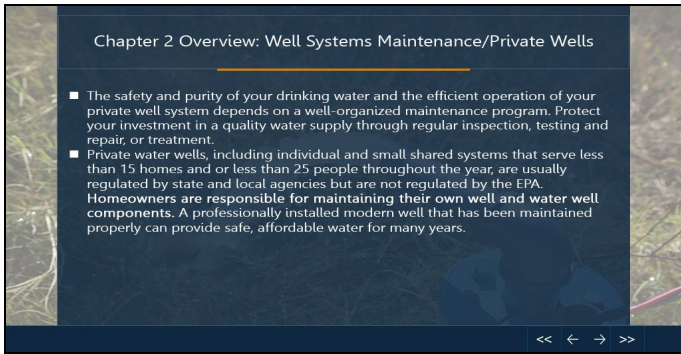 Chapter 2 Overview: Well Systems Maintenance/Private Wells
■ The safety and purity of your drinking water and the efficient operation of your
private well system depends on a well-organized maintenance program. Protect
your investment in a quality water supply through regular inspection, testing and
repair, or treatment.
■ Private water wells, including individual and small shared systems that serve less
than 15 homes and or less than 25 people throughout the year, are usually
regulated by state and local agencies but are not regulated by the EPA.
Homeowners are responsible for maintaining their own well and water well
components. A professionally installed modern well that has been maintained
properly can provide safe, affordable water for many years.
<< ← → >>